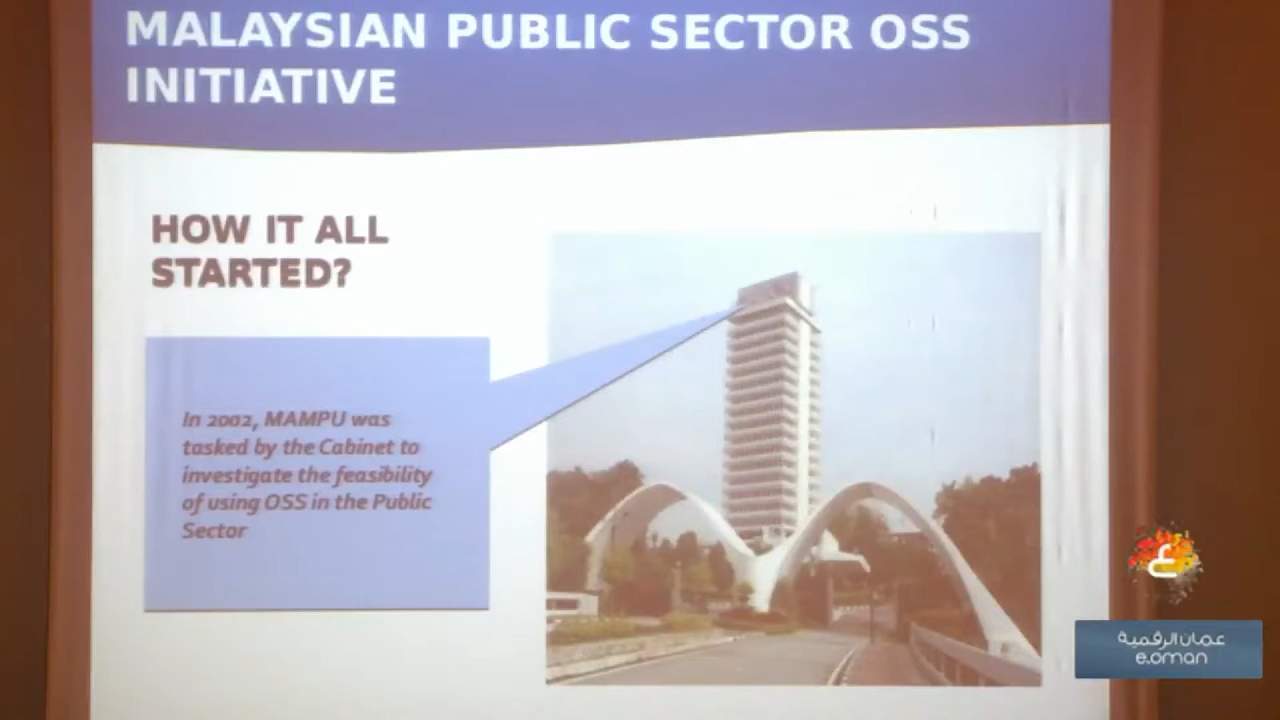 MALAYSIAN PUBLIC SECTOR OSS
INITIATIVE
HOW IT ALL
STARTED?
In 2002, MAMPU was
tasked by the Cabinet to
investigate the feasibility
of using OSS in the Public
Sector
ع
عمان الرقمية
e.oman